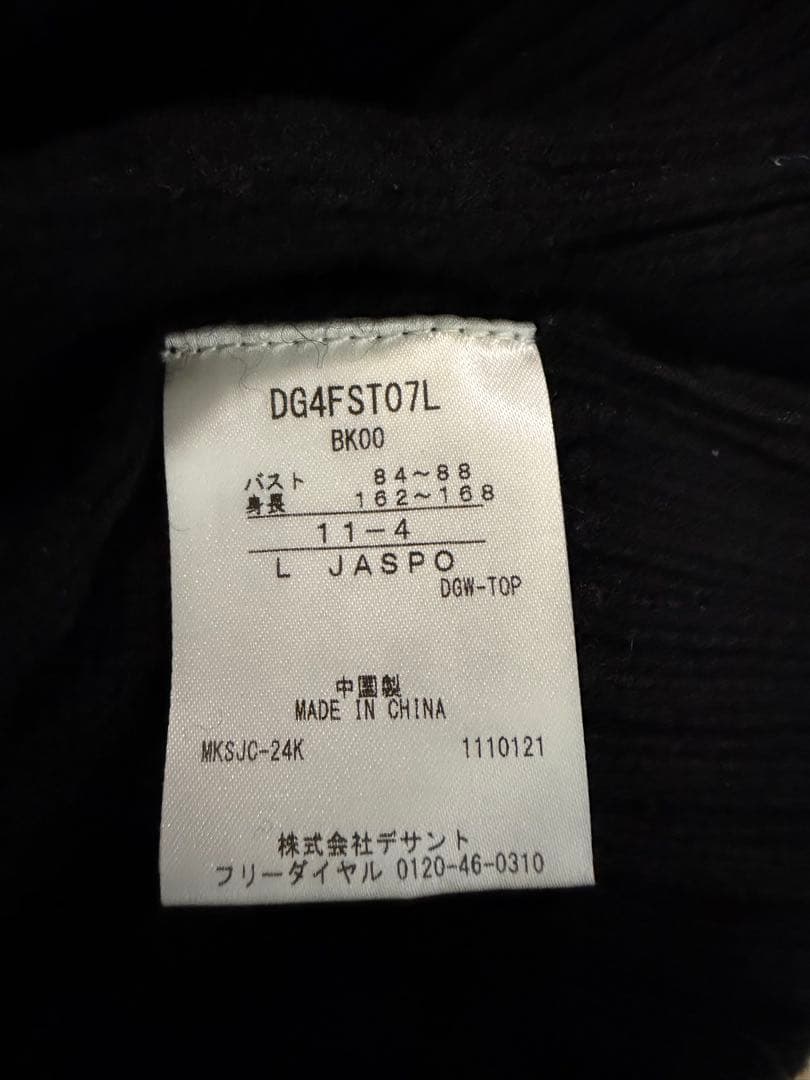 DG4FST07L
BK00
バスト 84~88
身長 162~168
11-4
L JASPO
DGW-TOP
中国製
MADE IN CHINA
MKSJC-24K 1110121
株式会社デサント
フリーダイヤル 0120-46-0310